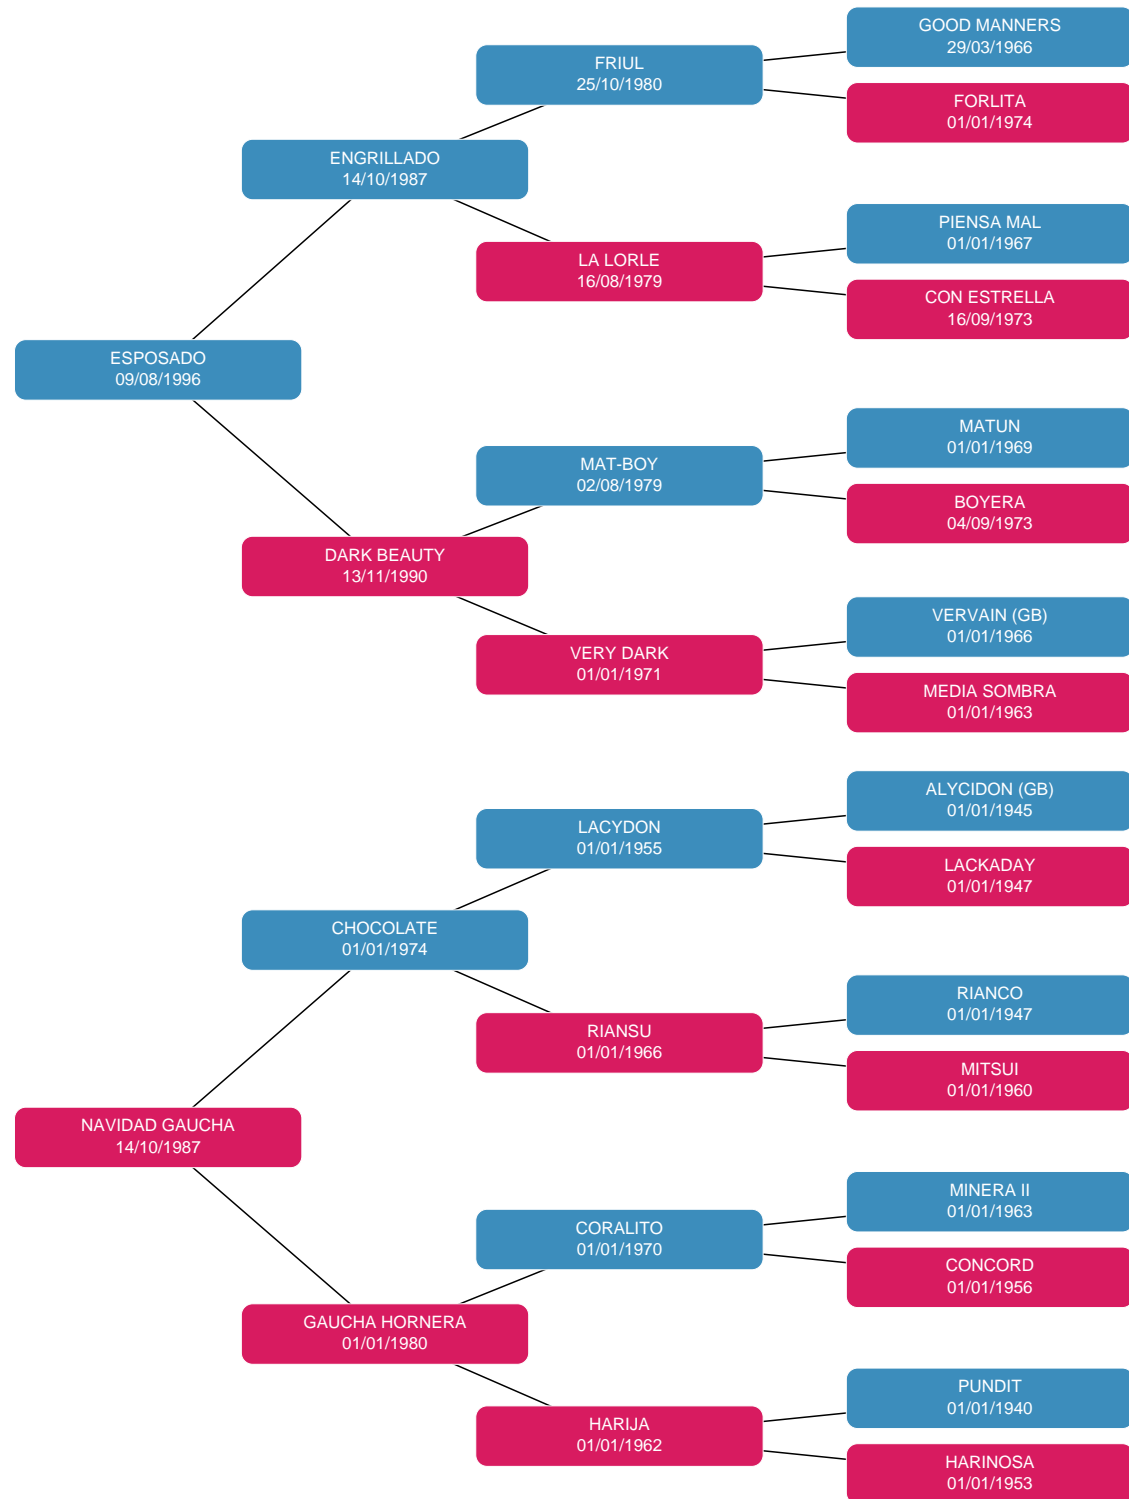 GOOD MANNERS
29/03/1966
FRIUL
25/10/1980
FORLITA
01/01/1974
ENGRILLADO
14/10/1987
PIENSA MAL
01/01/1967
LA LORLE
16/08/1979
CON ESTRELLA
16/09/1973
ESPOSADO
09/08/1996
MATUN
01/01/1969
MAT-BOY
02/08/1979
BOYERA
04/09/1973
DARK BEAUTY
13/11/1990
VERVAIN (GB)
01/01/1966
VERY DARK
01/01/1971
MEDIA SOMBRA
01/01/1963
ALYCIDON (GB)
01/01/1945
LACYDON
01/01/1955
LACKADAY
01/01/1947
CHOCOLATE
01/01/1974
RIANCO
01/01/1947
RIANSU
01/01/1966
MITSUI
01/01/1960
NAVIDAD GAUCHA
14/10/1987
MINERA II
01/01/1963
CORALITO
01/01/1970
CONCORD
01/01/1956
GAUCHA HORNERA
01/01/1980
PUNDIT
01/01/1940
HARIJA
01/01/1962
HARINOSA
01/01/1953